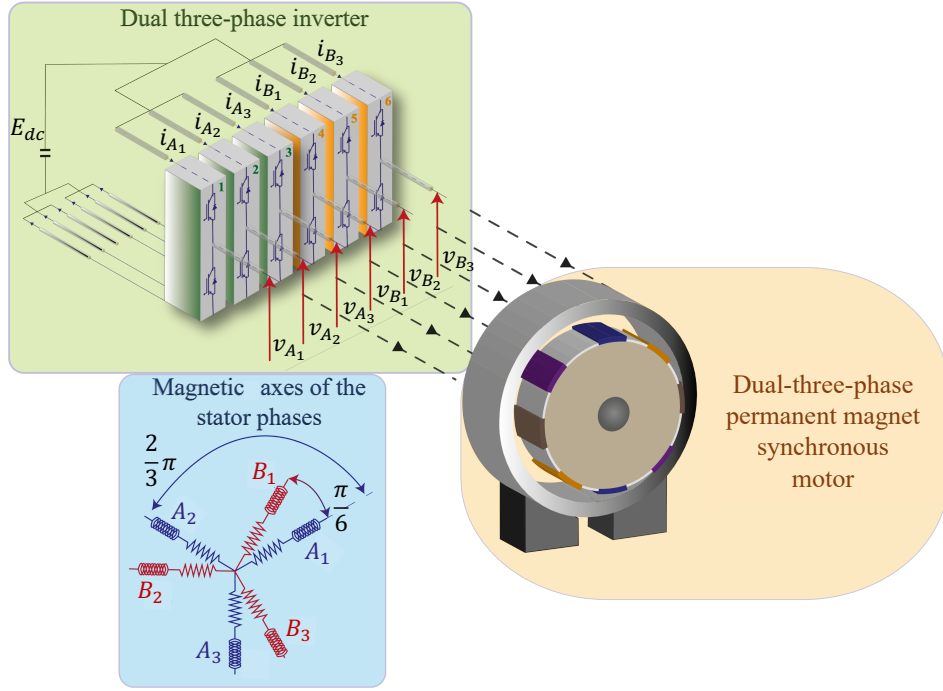 Dual three-phase inverter
i_{B_3}
i_{B_2}
i_{B_1}
i_{A_3}
i_{A_2}
i_{A_1}
E_{dc}
1
2
3
4
5
6
v_{B_3}
v_{B_2}
v_{B_1}
v_{A_3}
v_{A_2}
v_{A_1}
Magnetic axes of the
stator phases
2/3 π
π/6
B_1
A_2
A_1
B_2
B_3
A_3
Dual-three-phase
permanent magnet
synchronous
motor